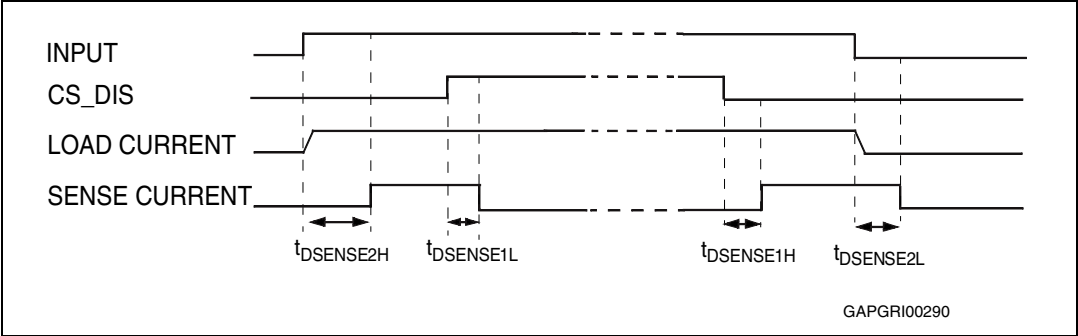 INPUT
CS_DIS
LOAD CURRENT
SENSE CURRENT
tDSENSE2H tDSENSE1L tDSENSE1H tDSENSE2L
GAPGRI00290